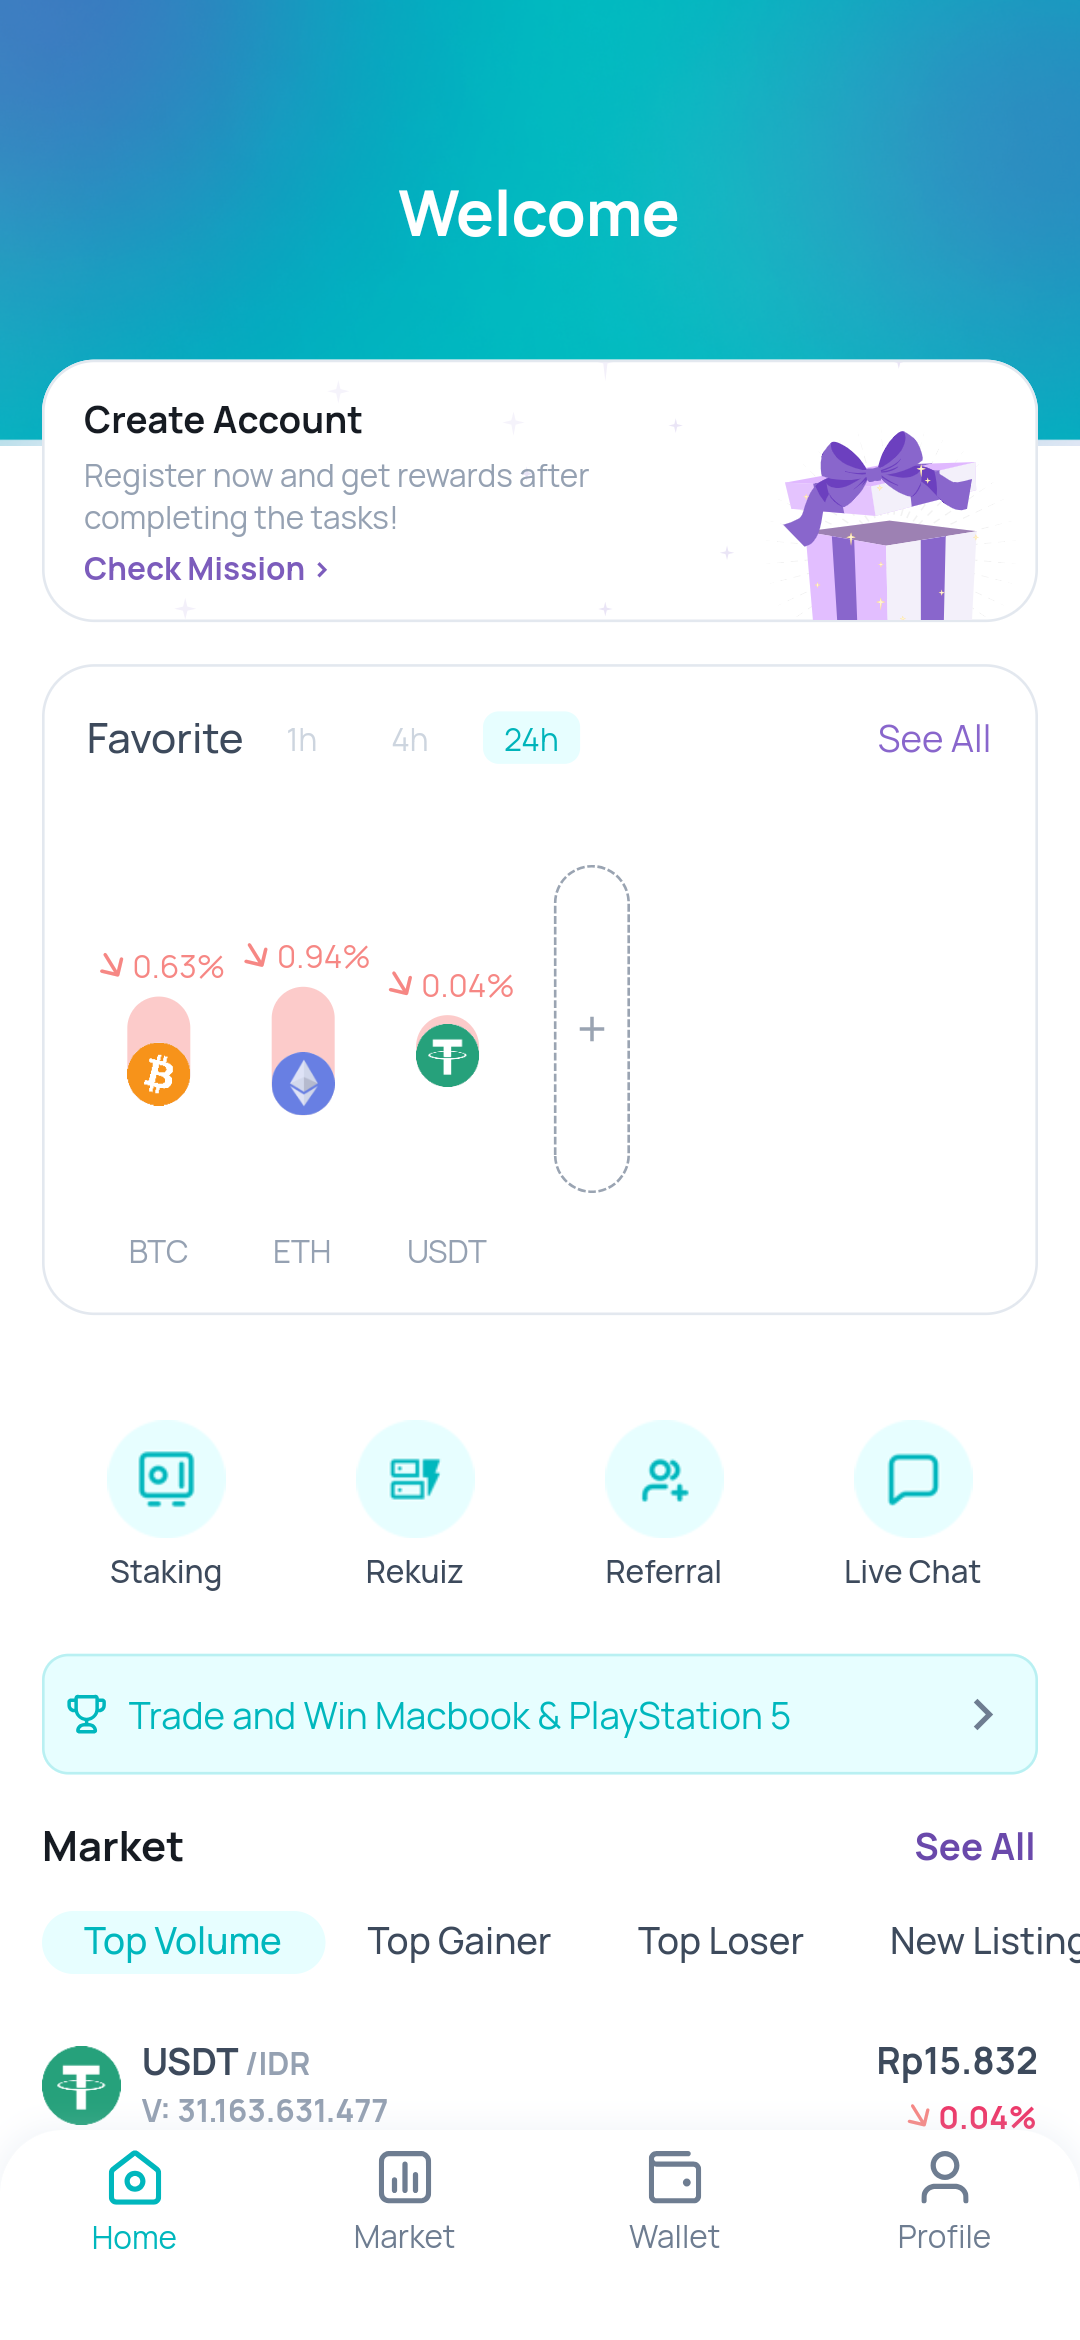 Welcome
Create Account
Register now and get rewards after
completing the tasks!
Check Mission >
Favorite 1h 4h 24h See All
0.63% 0.94% 0.04%
+
BTC ETH USDT
Staking Rekuiz Referral Live Chat
Trade and Win Macbook & PlayStation 5
Market See All
Top Volume Top Gainer Top Loser New Listing
USDT /IDR Rp15.832
V: 31.163.631.477 0.04%
Home Market Wallet Profile